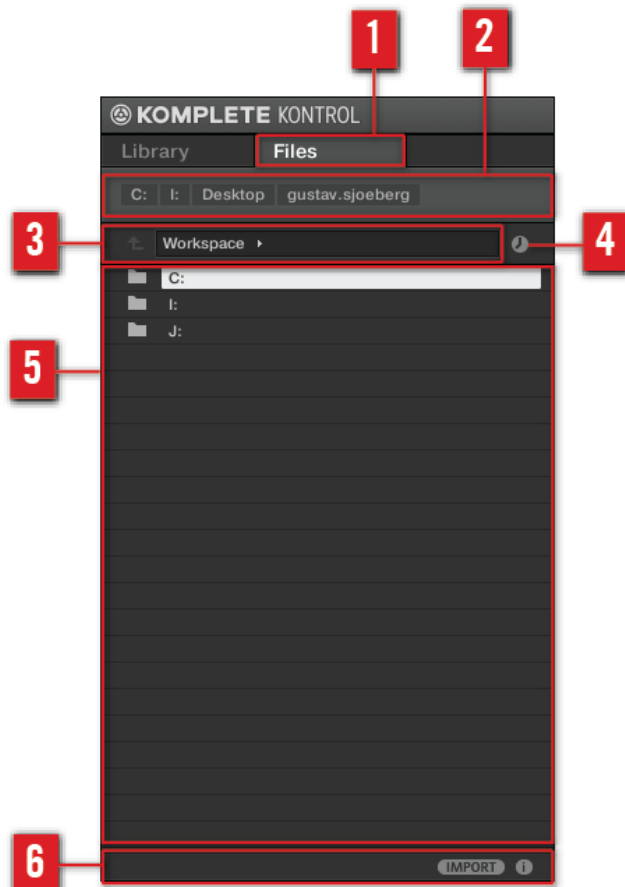 1 2
KOMPLETE KONTROL
Library Files
C: I: Desktop gustav.sjoeberg
3 Workspace 4
C:
I:
J:
5
6 IMPORT i